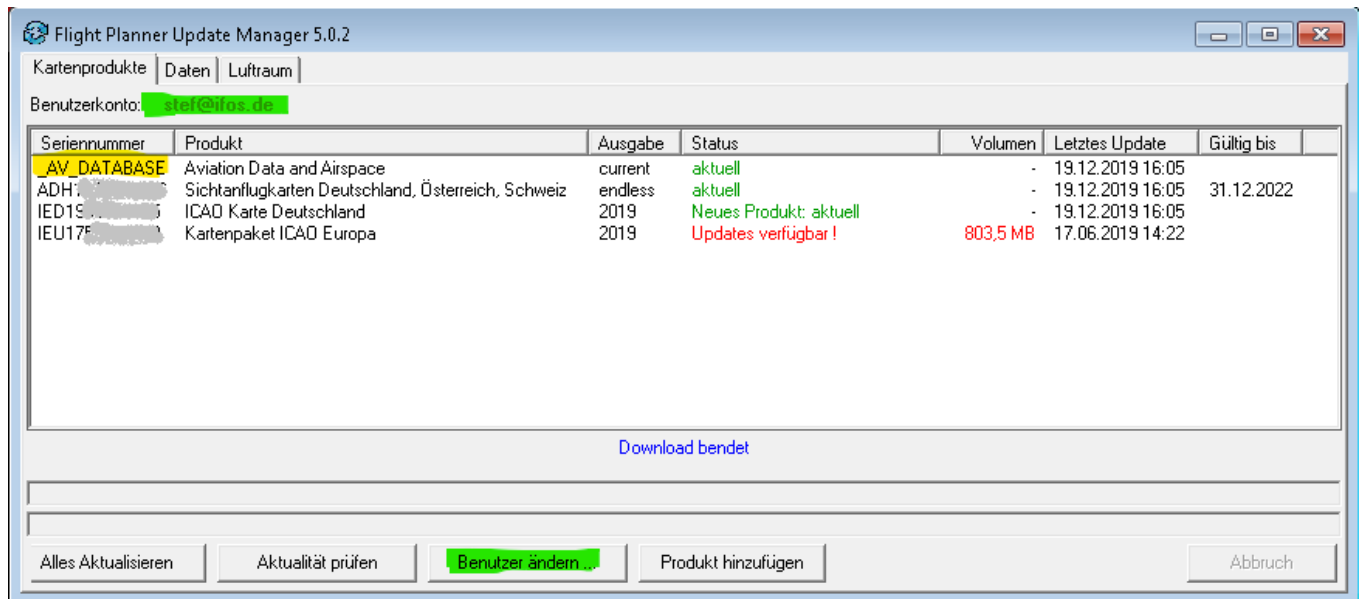 Flight Planner Update Manager 5.0.2
Kartenprodukte Daten Luftraum
Benutzerkonto: stef@ifos.de
Seriennummer Produkt Ausgabe Status Volumen Letztes Update Gültig bis
_AV_DATABASE Aviation Data and Airspace current aktuell - 19.12.2019 16:05
ADH Sichtanflugkarten Deutschland, Österreich, Schweiz endless aktuell - 19.12.2019 16:05 31.12.2022
IED19 ICAO Karte Deutschland 2019 Neues Produkt: aktuell - 19.12.2019 16:05
IEU17 Kartenpaket ICAO Europa 2019 Updates verfügbar ! 803,5 MB 17.06.2019 14:22
Download bendet
Alles Aktualisieren Aktualität prüfen Benutzer ändern ... Produkt hinzufügen Abbruch